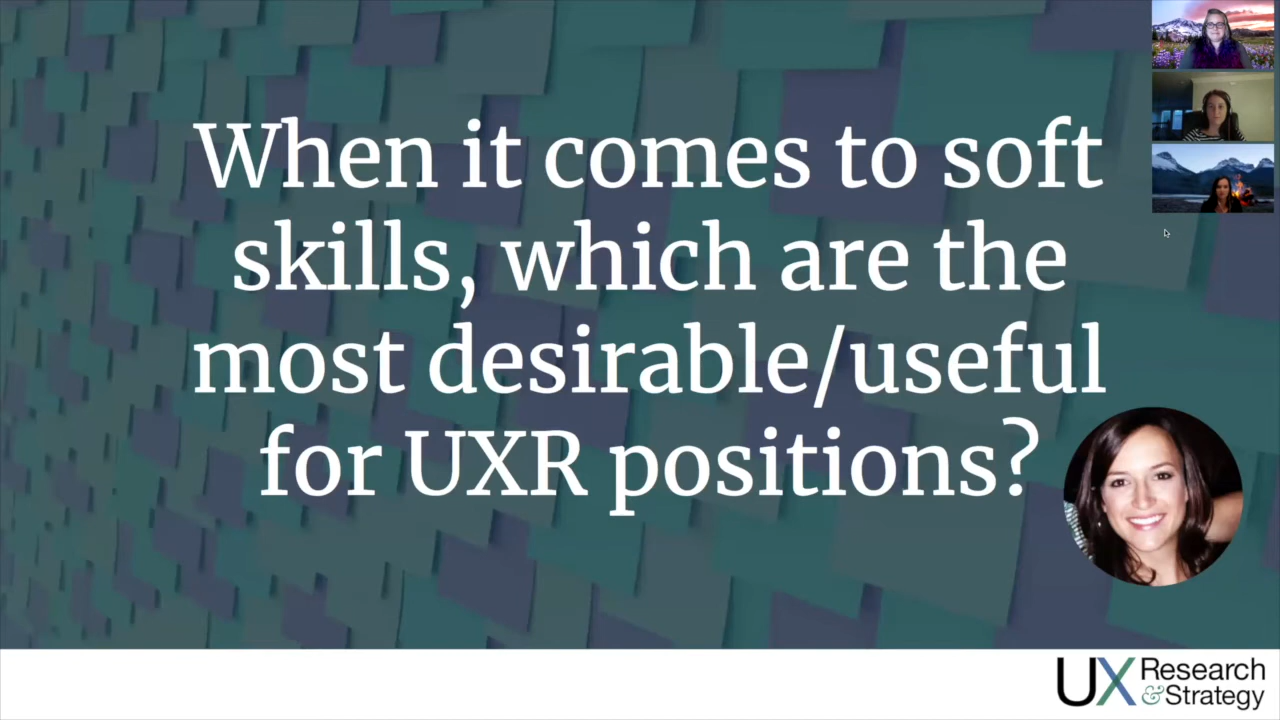 When it comes to soft
skills, which are the
most desirable/useful
for UXR positions?
UX Research
& Strategy